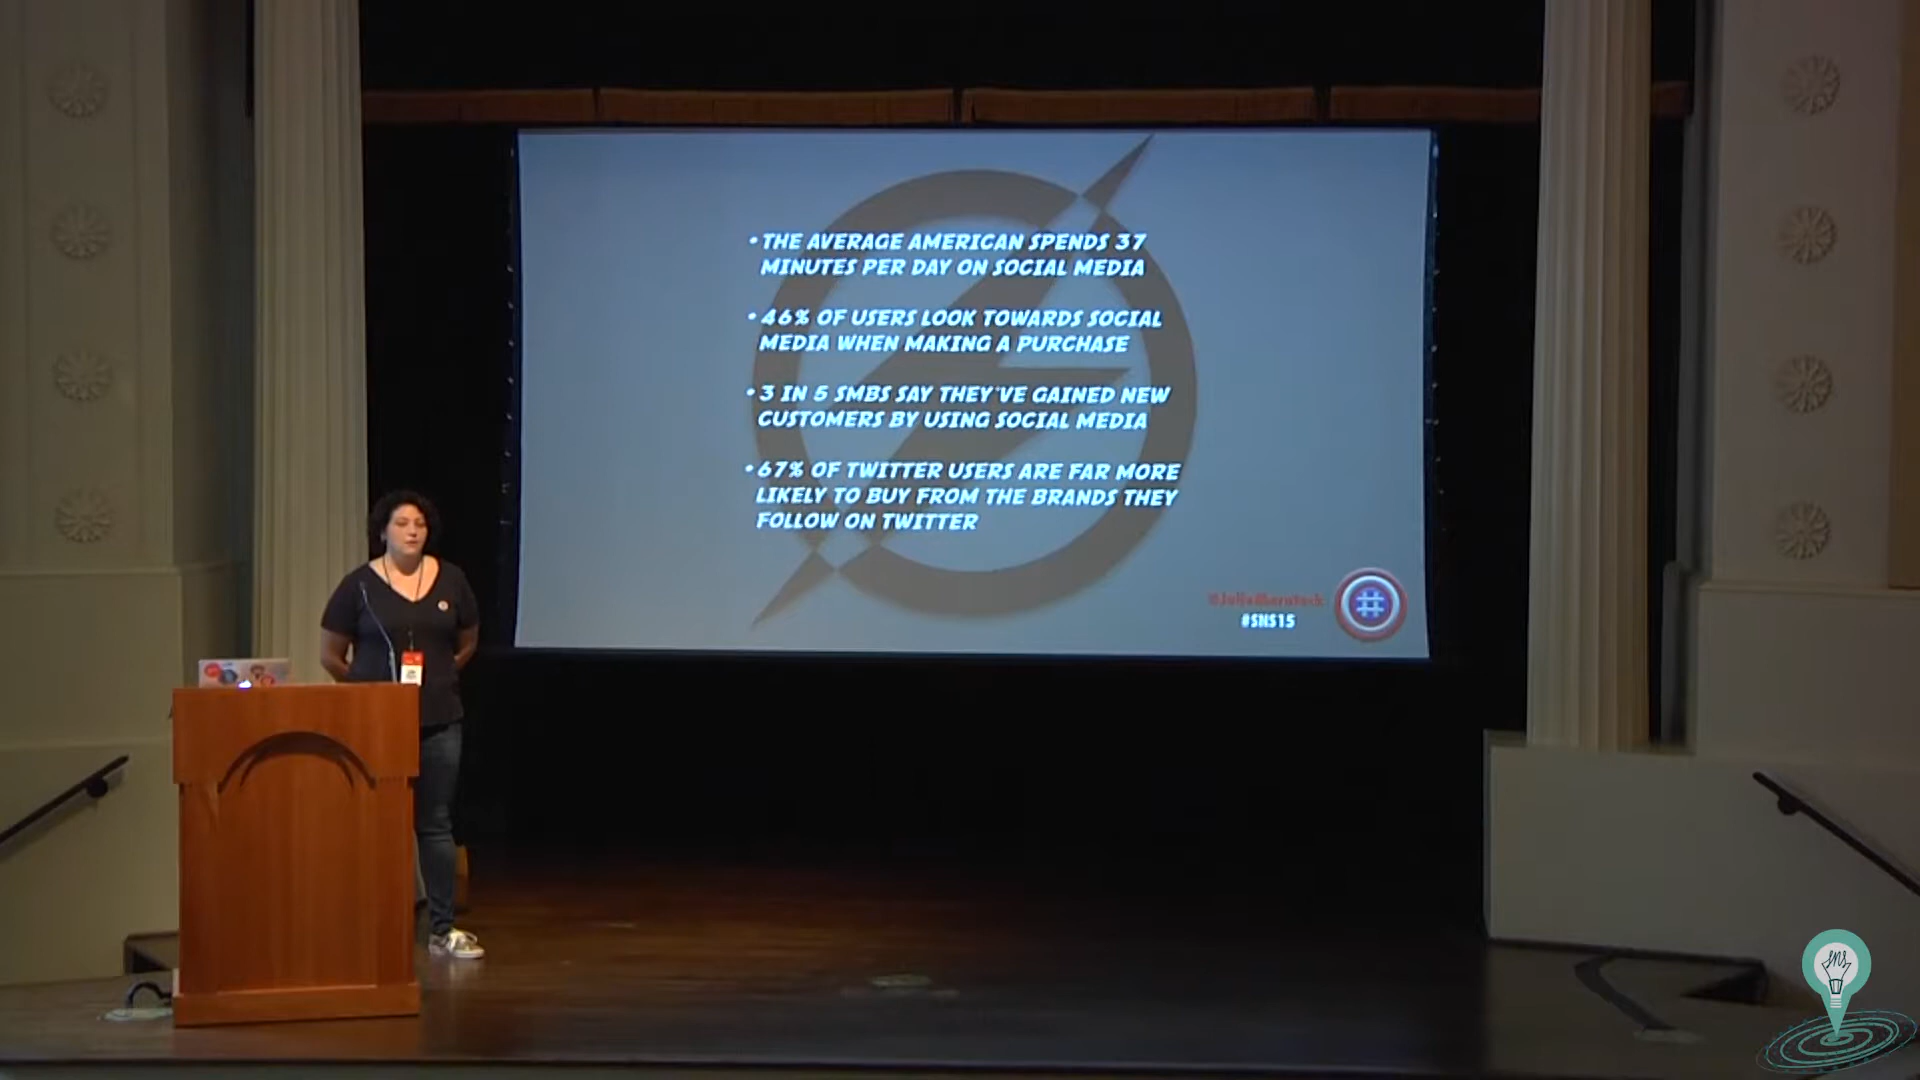 • THE AVERAGE AMERICAN SPENDS 37
MINUTES PER DAY ON SOCIAL MEDIA
• 46% OF USERS LOOK TOWARDS SOCIAL
MEDIA WHEN MAKING A PURCHASE
• 3 IN 5 SMBS SAY THEY'VE GAINED NEW
CUSTOMERS BY USING SOCIAL MEDIA
• 67% OF TWITTER USERS ARE FAR MORE
LIKELY TO BUY FROM THE BRANDS THEY
FOLLOW ON TWITTER
#
#SNS15
sns